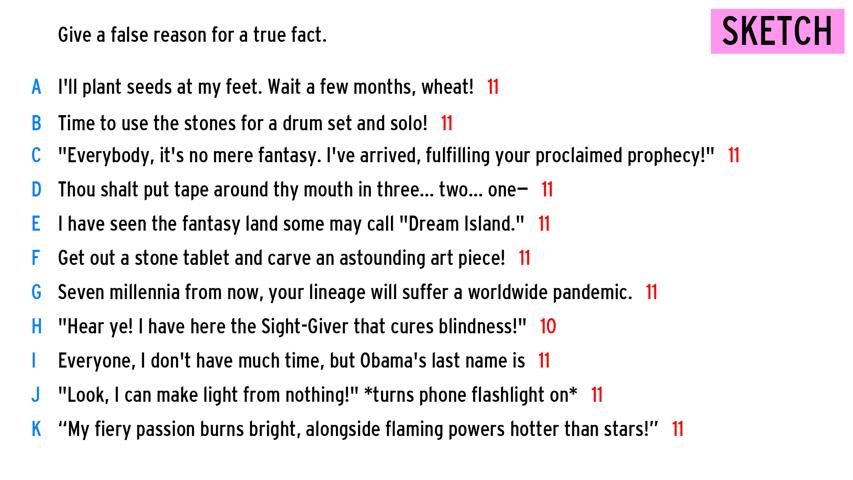 Give a false reason for a true fact.
SKETCH
A I'll plant seeds at my feet. Wait a few months, wheat! 11
B Time to use the stones for a drum set and solo! 11
C "Everybody, it's no mere fantasy. I've arrived, fulfilling your proclaimed prophecy!" 11
D Thou shalt put tape around thy mouth in three... two... one– 11
E I have seen the fantasy land some may call "Dream Island." 11
F Get out a stone tablet and carve an astounding art piece! 11
G Seven millennia from now, your lineage will suffer a worldwide pandemic. 11
H "Hear ye! I have here the Sight-Giver that cures blindness!" 10
I Everyone, I don't have much time, but Obama's last name is 11
J "Look, I can make light from nothing!" *turns phone flashlight on* 11
K “My fiery passion burns bright, alongside flaming powers hotter than stars!” 11